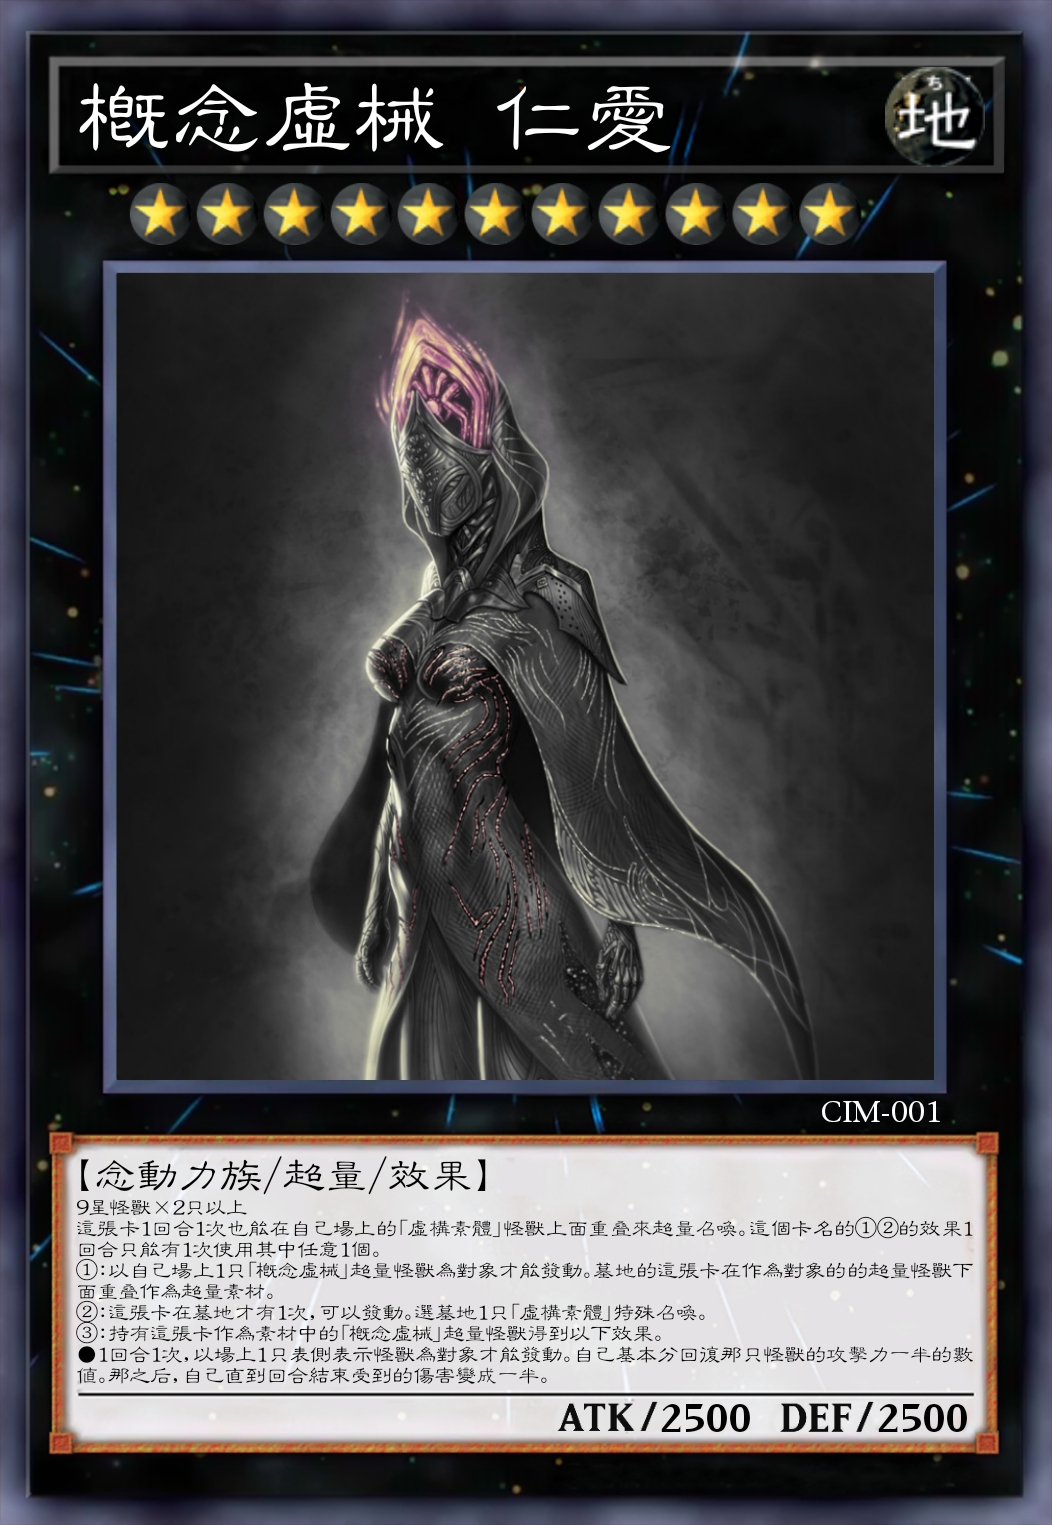 概念虛械 仁愛
ち
地
CIM-001
【念動力族/超量/效果】
9星怪獸×2只以上
這張卡1回合1次也能在自己場上的「虛構素體」怪獸上面重疊來超量召喚。這個卡名的①②的效果1
回合只能有1次使用其中任意1個。
①:以自己場上1只「概念虛械」超量怪獸為對象才能發動。墓地的這張卡在作為對象的的超量怪獸下
面重疊作為超量素材。
②:這張卡在墓地才有1次,可以發動。選墓地1只「虛構素體」特殊召喚。
③:持有這張卡作為素材中的「概念虛械」超量怪獸得到以下效果。
●1回合1次,以場上1只表側表示怪獸為對象才能發動。自己基本分回復那只怪獸的攻擊力一半的數
值。那之后,自己直到回合結束受到的傷害變成一半。
ATK/2500 DEF/2500